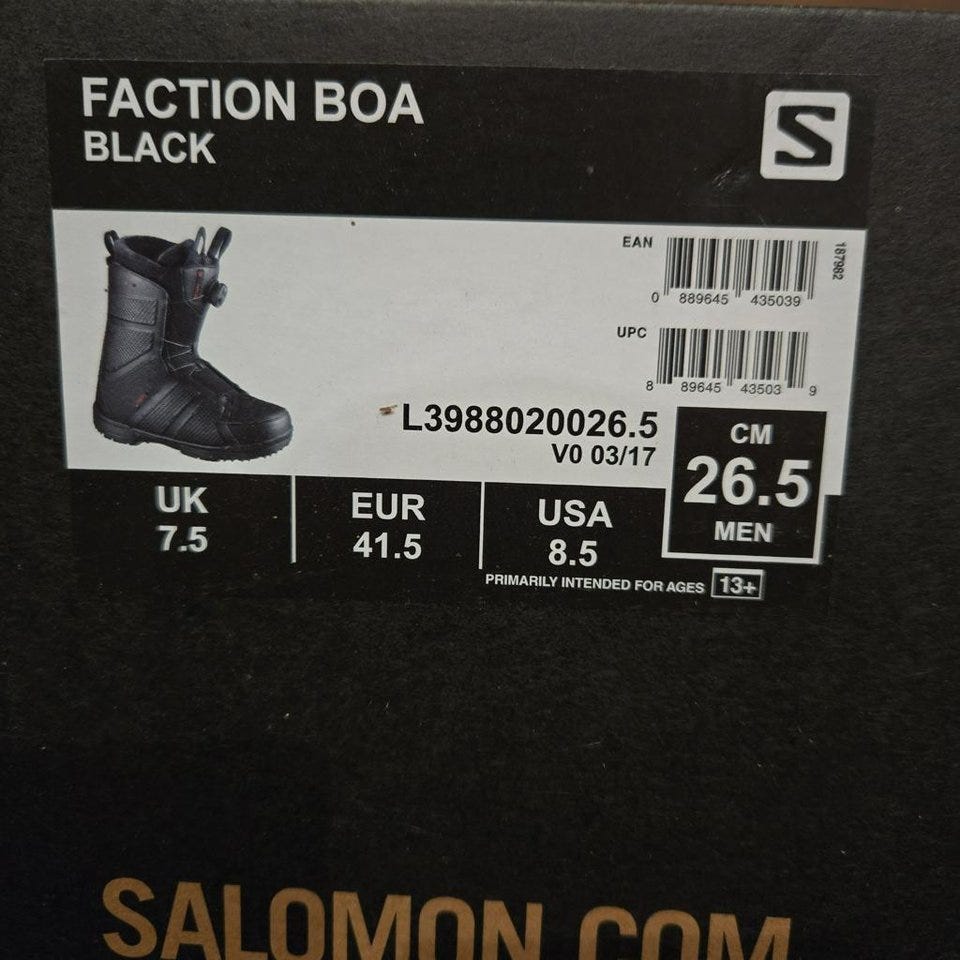 FACTION BOA
BLACK
S
EAN
0 889645 435039
187982
UPC
8 89645 43503 9
L3988020026.5
V0 03/17
CM
26.5
MEN
UK
7.5
EUR
41.5
USA
8.5
PRIMARILY INTENDED FOR AGES 13+
SALOMON.COM